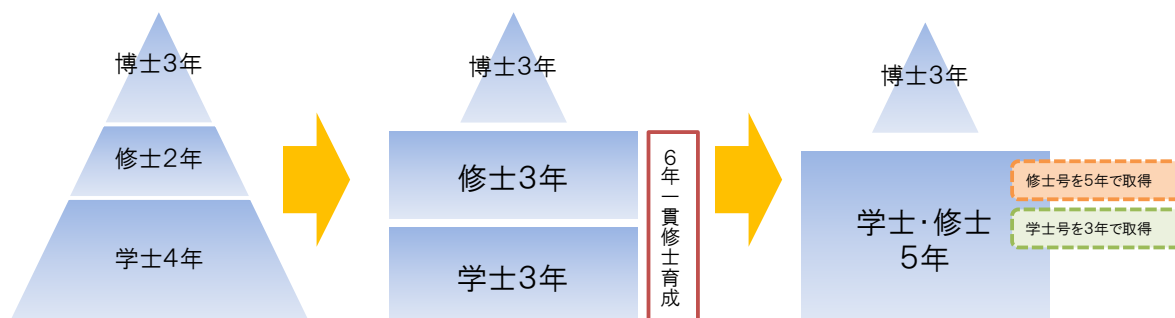 博士3年
修士2年
学士4年
博士3年
修士3年
学士3年
6年一貫修士育成
博士3年
学士・修士
5年
修士号を5年で取得
学士号を3年で取得